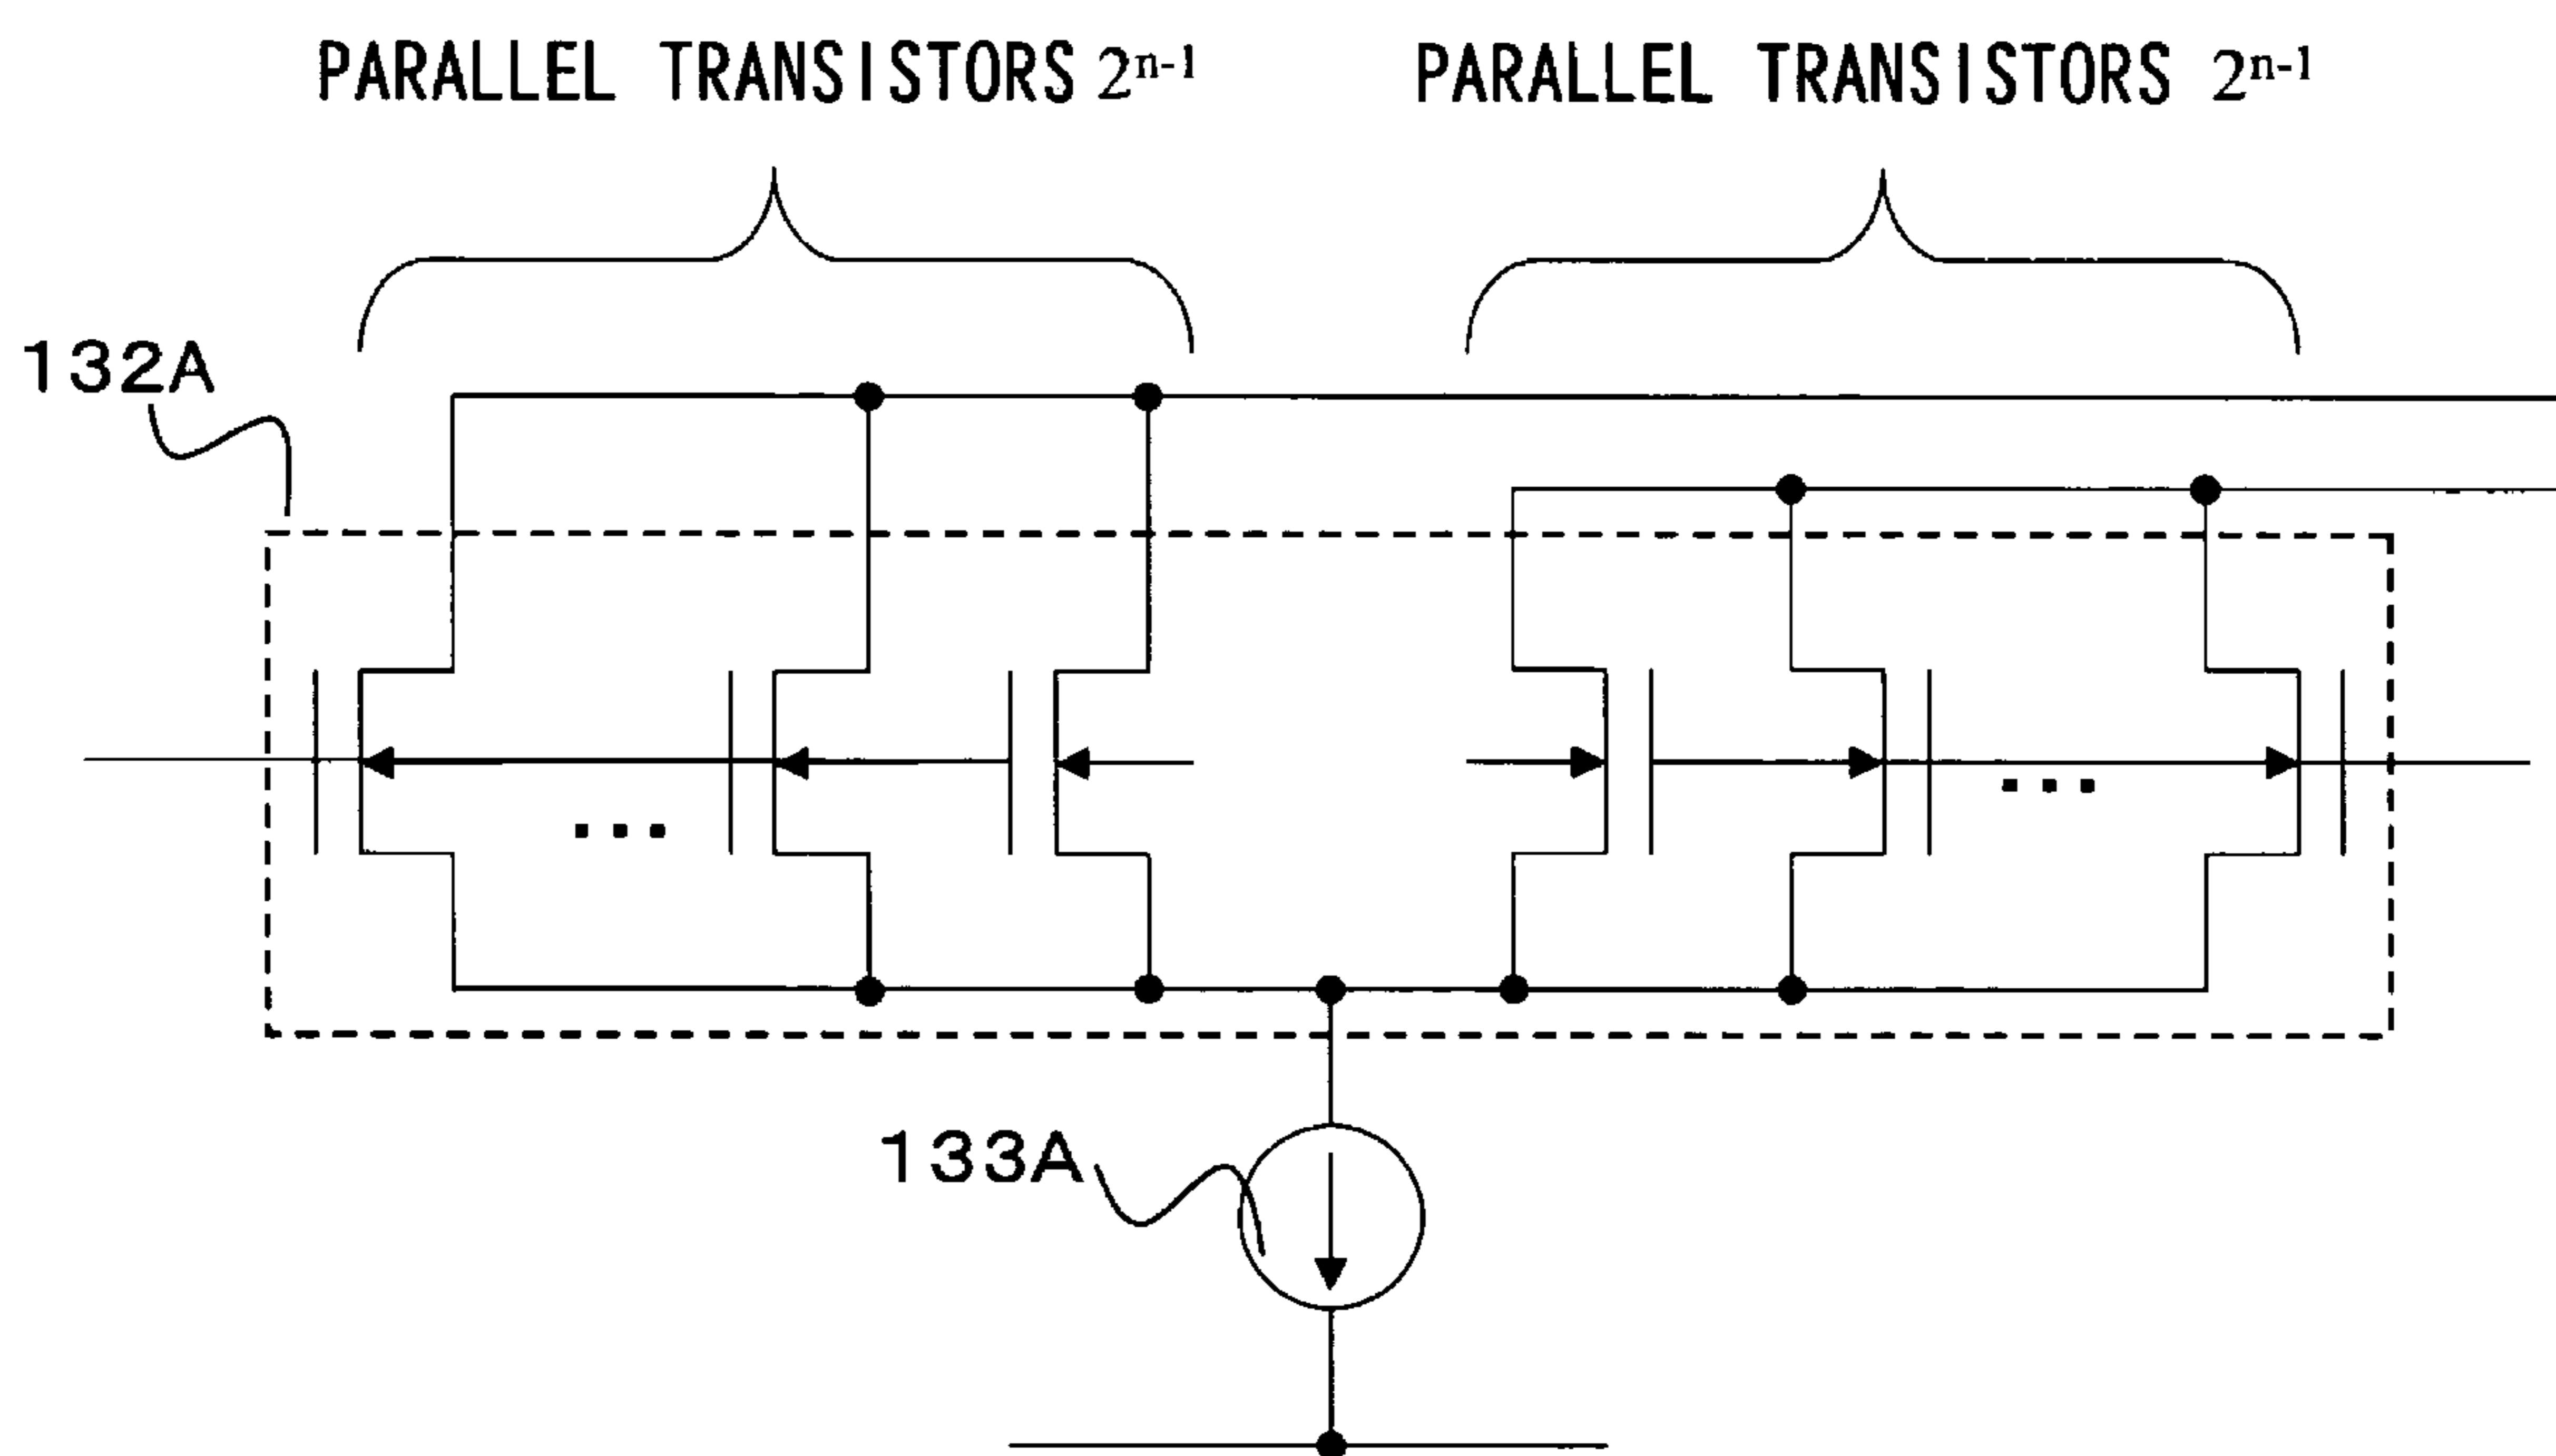 PARALLEL TRANSISTORS 2ⁿ⁻¹ PARALLEL TRANSISTORS 2ⁿ⁻¹
132A
...
...
133A